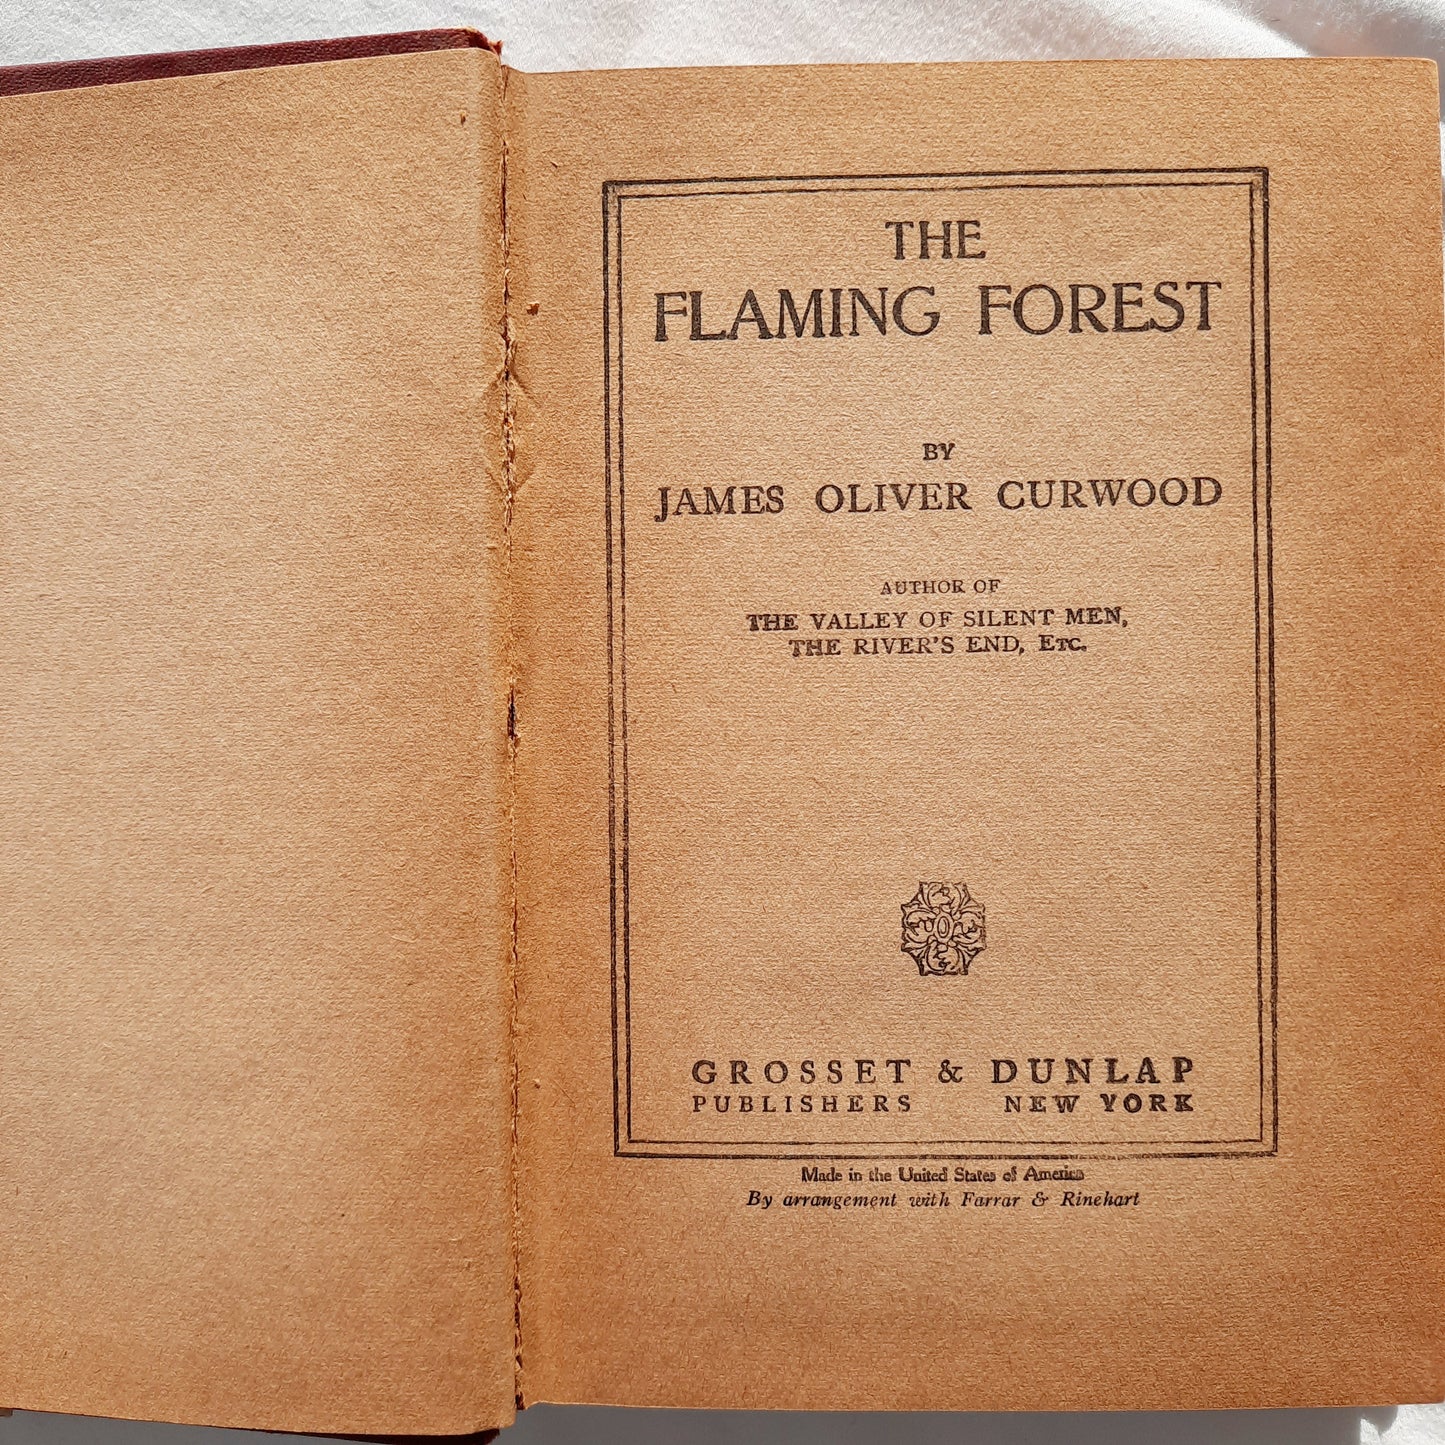 THE
FLAMING FOREST
BY
JAMES OLIVER CURWOOD
AUTHOR OF
THE VALLEY OF SILENT MEN,
THE RIVER'S END, ETC.
GROSSET & DUNLAP
PUBLISHERS NEW YORK
Made in the United States of America
By arrangement with Farrar & Rinehart